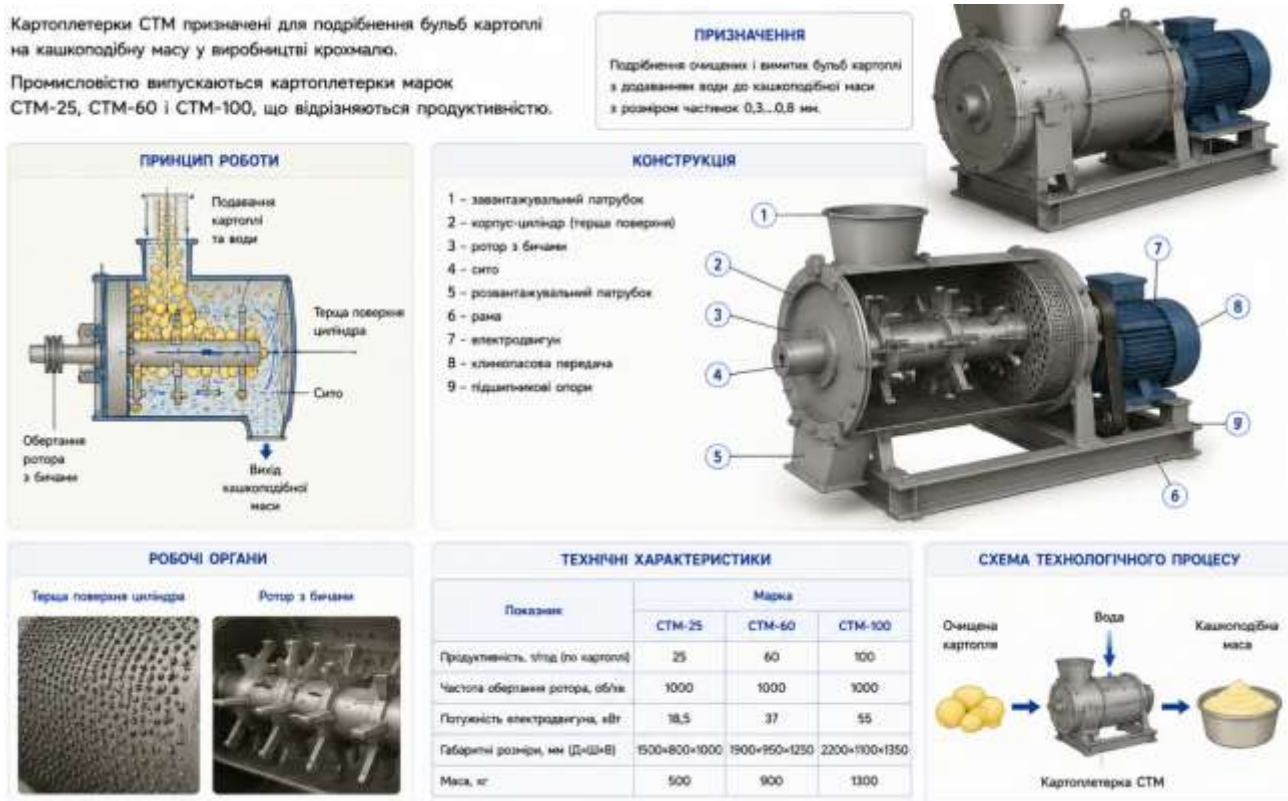 Картоплетерки СТМ призначені для подрібнення бульб картоплі
на кашкоподібну масу у виробництві крохмалю.
Промисловістю випускаються картоплетерки марок
СТМ-25, СТМ-60 і СТМ-100, що відрізняються продуктивністю.
ПРИЗНАЧЕННЯ
Подрібнення очищених і вимитих бульб картоплі
з додаванням води до кашкоподібної маси
з розміром частинок 0,3...0,8 мм.
ПРИНЦИП РОБОТИ
Подавання
картоплі
та води
Терща поверхне
циліндра
Сито
Обертання
ротора
з бичами
Вихід
кашкоподібної
маси
КОНСТРУКЦІЯ
1 – завантажувальний патрубок
2 – корпус-циліндр (терща поверхня)
3 – ротор з бичами
4 – сито
5 – розвантажувальний патрубок
6 – рама
7 – електродвигун
8 – клинопасова передача
9 – підшипникові опори
1
2
3
4
5
6
7
8
9
РОБОЧІ ОРГАНИ
Терща поверхня циліндра
Ротор з бичами
ТЕХНІЧНІ ХАРАКТЕРИСТИКИ
Показник Марка
СТМ-25 СТМ-60 СТМ-100
Продуктивність, т/год (по картоплі) 25 60 100
Частота обертання ротора, об/хв 1000 1000 1000
Потужність електродвигуна, кВт 18,5 37 55
Габаритні розміри, мм (Д×Ш×В) 1500×800×1000 1900×950×1250 2200×1100×1350
Маса, кг 500 900 1300
СХЕМА ТЕХНОЛОГІЧНОГО ПРОЦЕСУ
Очищена
картопля
Вода
Кашкоподібна
маса
Картоплетерка СТМ